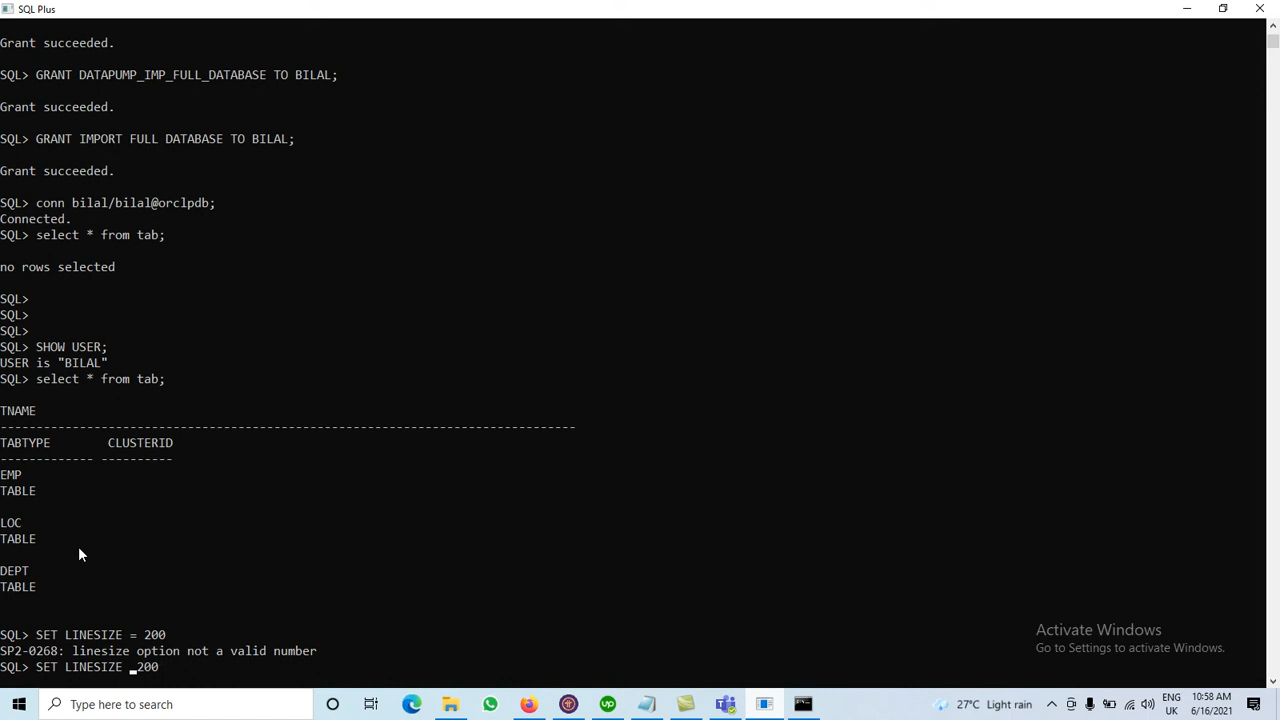 SQL Plus
Grant succeeded.
SQL> GRANT DATAPUMP_IMP_FULL_DATABASE TO BILAL;
Grant succeeded.
SQL> GRANT IMPORT FULL DATABASE TO BILAL;
Grant succeeded.
SQL> conn bilal/bilal@orclpdb;
Connected.
SQL> select * from tab;
no rows selected
SQL>
SQL>
SQL>
SQL> SHOW USER;
USER is "BILAL"
SQL> select * from tab;
TNAME
--------------------------------------------------------------------------------
TABTYPE CLUSTERID
------------- ----------
EMP
TABLE
LOC
TABLE
DEPT
TABLE
SQL> SET LINESIZE = 200
SP2-0268: linesize option not a valid number
SQL> SET LINESIZE _200
Activate Windows
Go to Settings to activate Windows.
Type here to search
up
27°C Light rain
ENG
UK
10:58 AM
6/16/2021